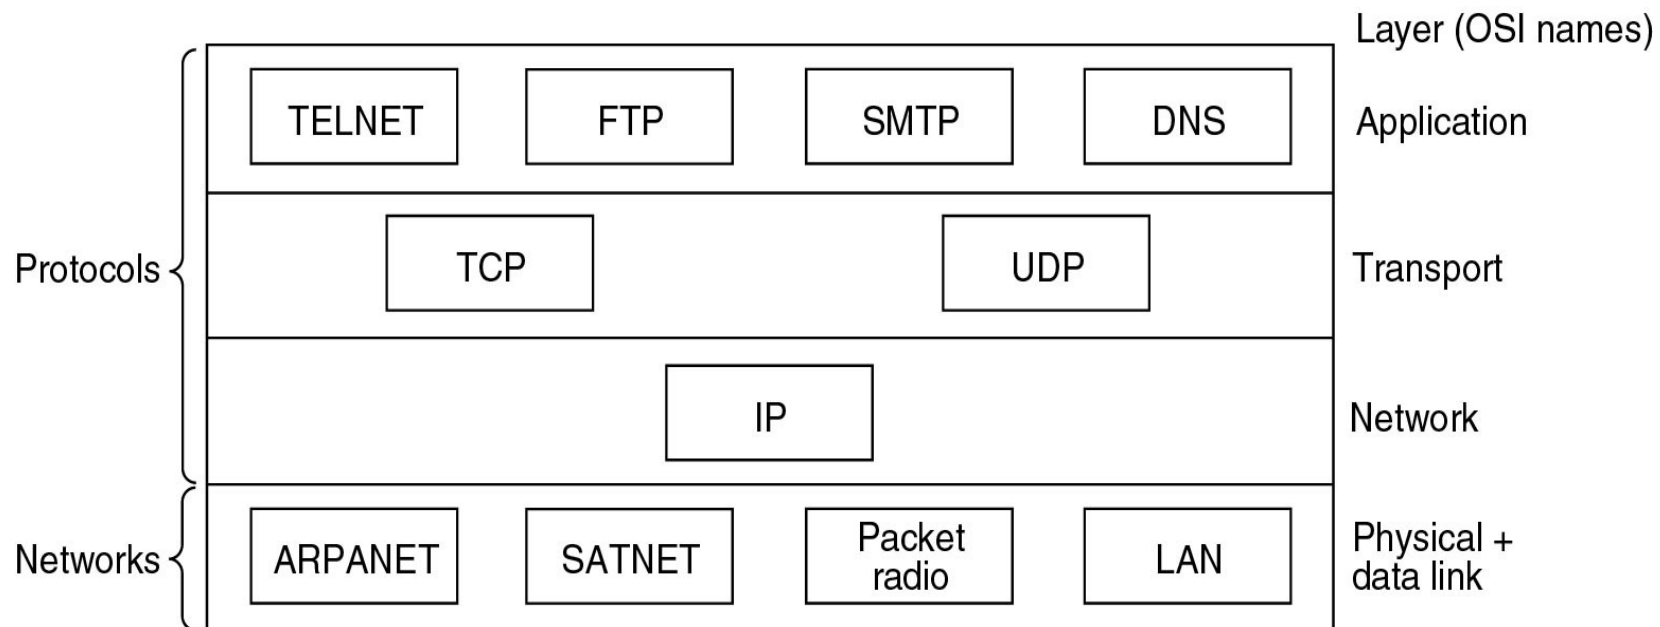 Layer (OSI names)
TELNET FTP SMTP DNS Application
Protocols TCP UDP Transport
IP Network
Networks ARPANET SATNET Packet radio LAN Physical +
data link